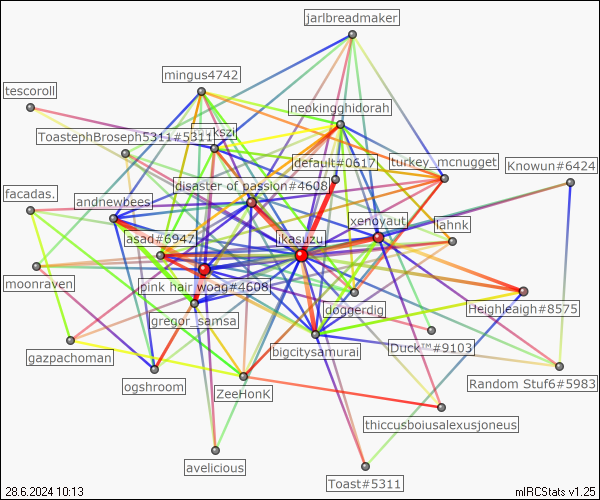 jarlbreadmaker
mingus4742
tescoroll
neokingghidorah
ToastephBroseph5311#5311
kszi
default#0617
turkey_mcnugget
Knowun#6424
disaster of passion#4608
facadas.
andnewbees
xenoyaut
lahnk
asad#6947
ikasuzu
moonraven
pink hair woag#4608
doggerdig
Heighleaigh#8575
gregør_samsa
gazpachoman
bigcitysamurai
Duck™#9103
ogshroom
ZeeHonK
Random Stuf6#5983
thiccusboiusalexusjoneus
avelicious
Toast#5311
28.6.2024 10:13
mIRCStats v1.25